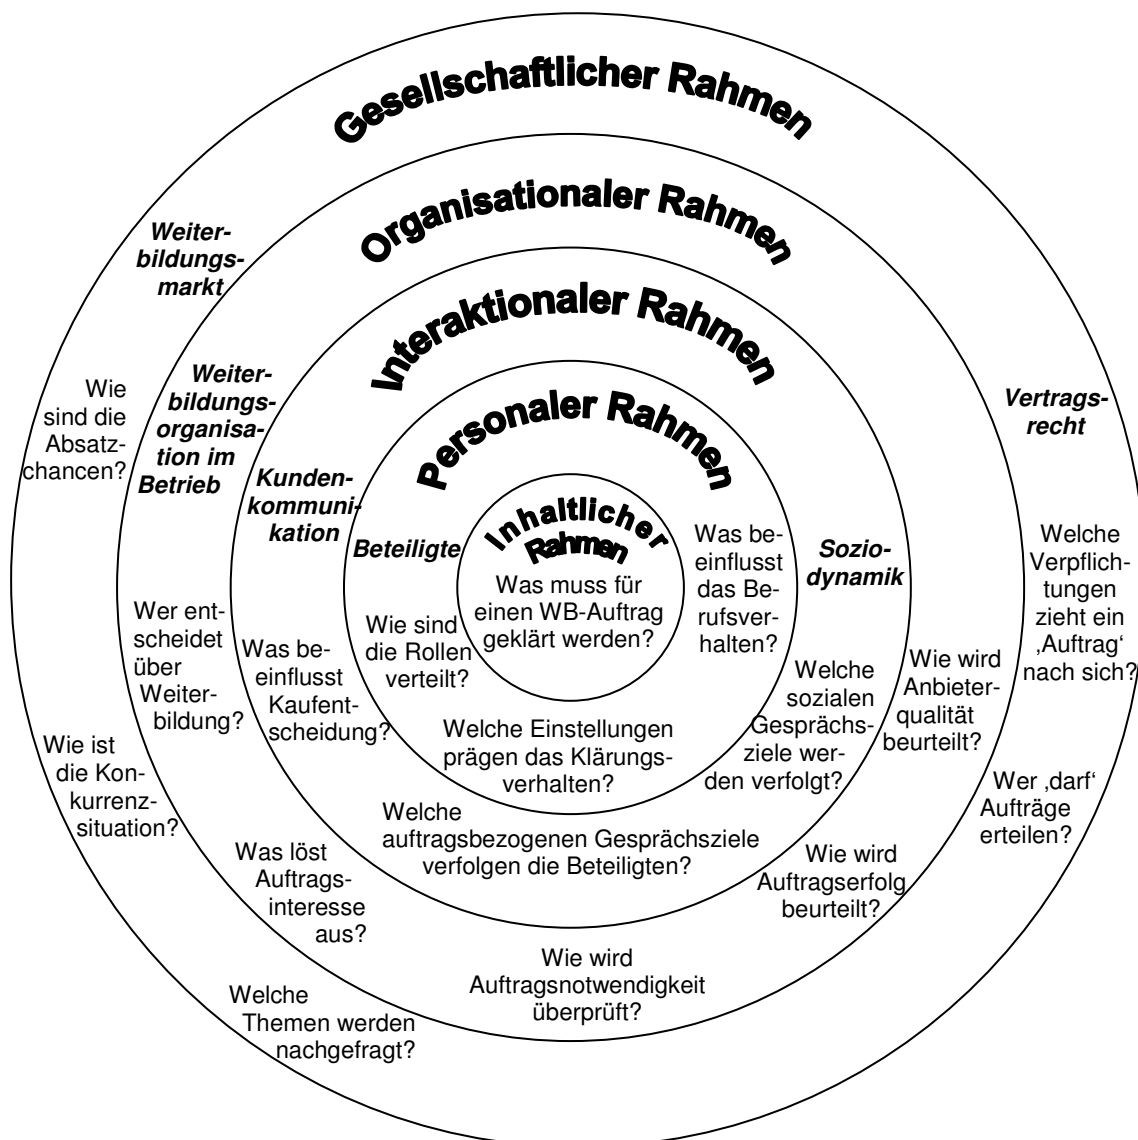 Gesellschaftlicher Rahmen
Organisationaler Rahmen
Interaktionaler Rahmen
Personaler Rahmen
Inhaltlicher
Rahmen
Was muss für
einen WB-Auftrag
geklärt werden?
Beteiligte
Wie sind
die Rollen
verteilt?
Welche Einstellungen
prägen das Klärungs-
verhalten?
Was be-
einflusst
das Be-
rufsver-
halten?
Kunden-
kommuni-
kation
Was be-
einflusst
Kaufent-
scheidung?
Welche
auftragsbezogenen Gesprächsziele
verfolgen die Beteiligten?
Welche
sozialen
Gesprächs-
ziele wer-
den verfolgt?
Sozio-
dynamik
Weiter-
bildungs-
organisa-
tion im
Betrieb
Wer ent-
scheidet
über
Weiter-
bildung?
Was löst
Auftrags-
interesse
aus?
Wie wird
Auftragsnotwendigkeit
überprüft?
Wie wird
Auftragserfolg
beurteilt?
Wie wird
Anbieter-
qualität
beurteilt?
Weiter-
bildungs-
markt
Wie
sind die
Absatz-
chancen?
Wie ist
die Kon-
kurrenz-
situation?
Welche
Themen werden
nachgefragt?
Vertrags-
recht
Welche
Verpflich-
tungen
zieht ein
‚Auftrag‘
nach sich?
Wer ‚darf‘
Aufträge
erteilen?